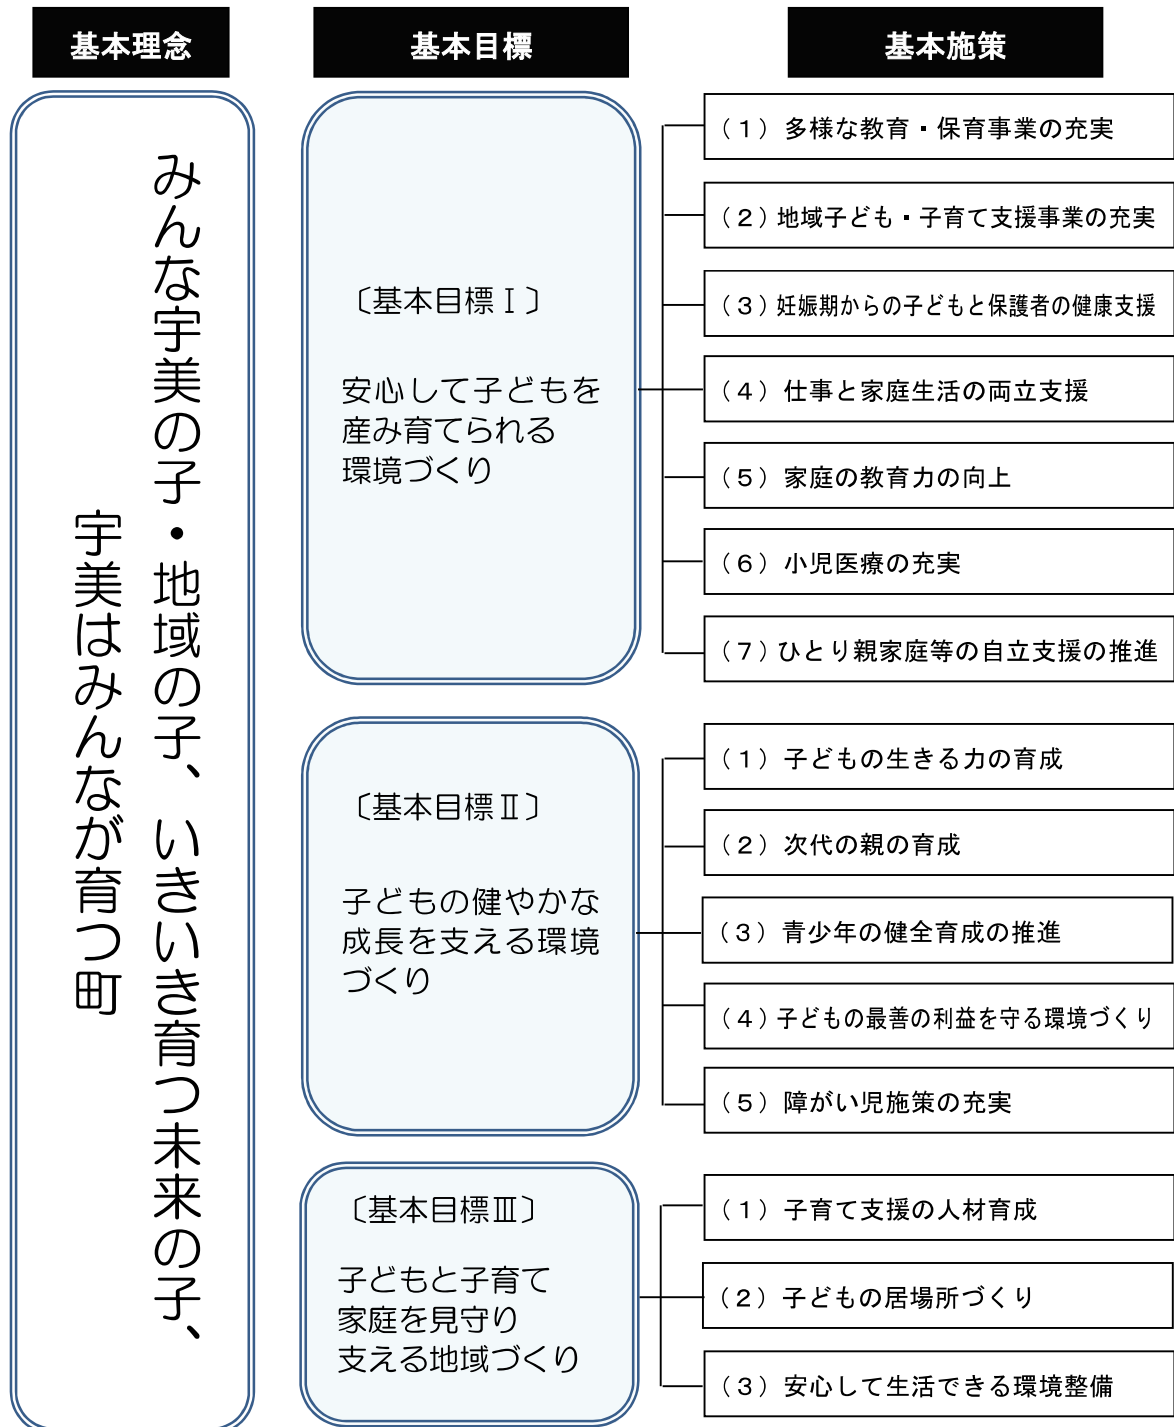 基本理念
基本目標
基本施策
みんな宇美の子・地域の子、いきいき育つ未来の子、
宇美はみんなが育つ町
〔基本目標Ⅰ〕
安心して子どもを
産み育てられる
環境づくり
（１）多様な教育・保育事業の充実
（２）地域子ども・子育て支援事業の充実
（３）妊娠期からの子どもと保護者の健康支援
（４）仕事と家庭生活の両立支援
（５）家庭の教育力の向上
（６）小児医療の充実
（７）ひとり親家庭等の自立支援の推進
〔基本目標Ⅱ〕
子どもの健やかな
成長を支える環境
づくり
（１）子どもの生きる力の育成
（２）次代の親の育成
（３）青少年の健全育成の推進
（４）子どもの最善の利益を守る環境づくり
（５）障がい児施策の充実
〔基本目標Ⅲ〕
子どもと子育て
家庭を見守り
支える地域づくり
（１）子育て支援の人材育成
（２）子どもの居場所づくり
（３）安心して生活できる環境整備